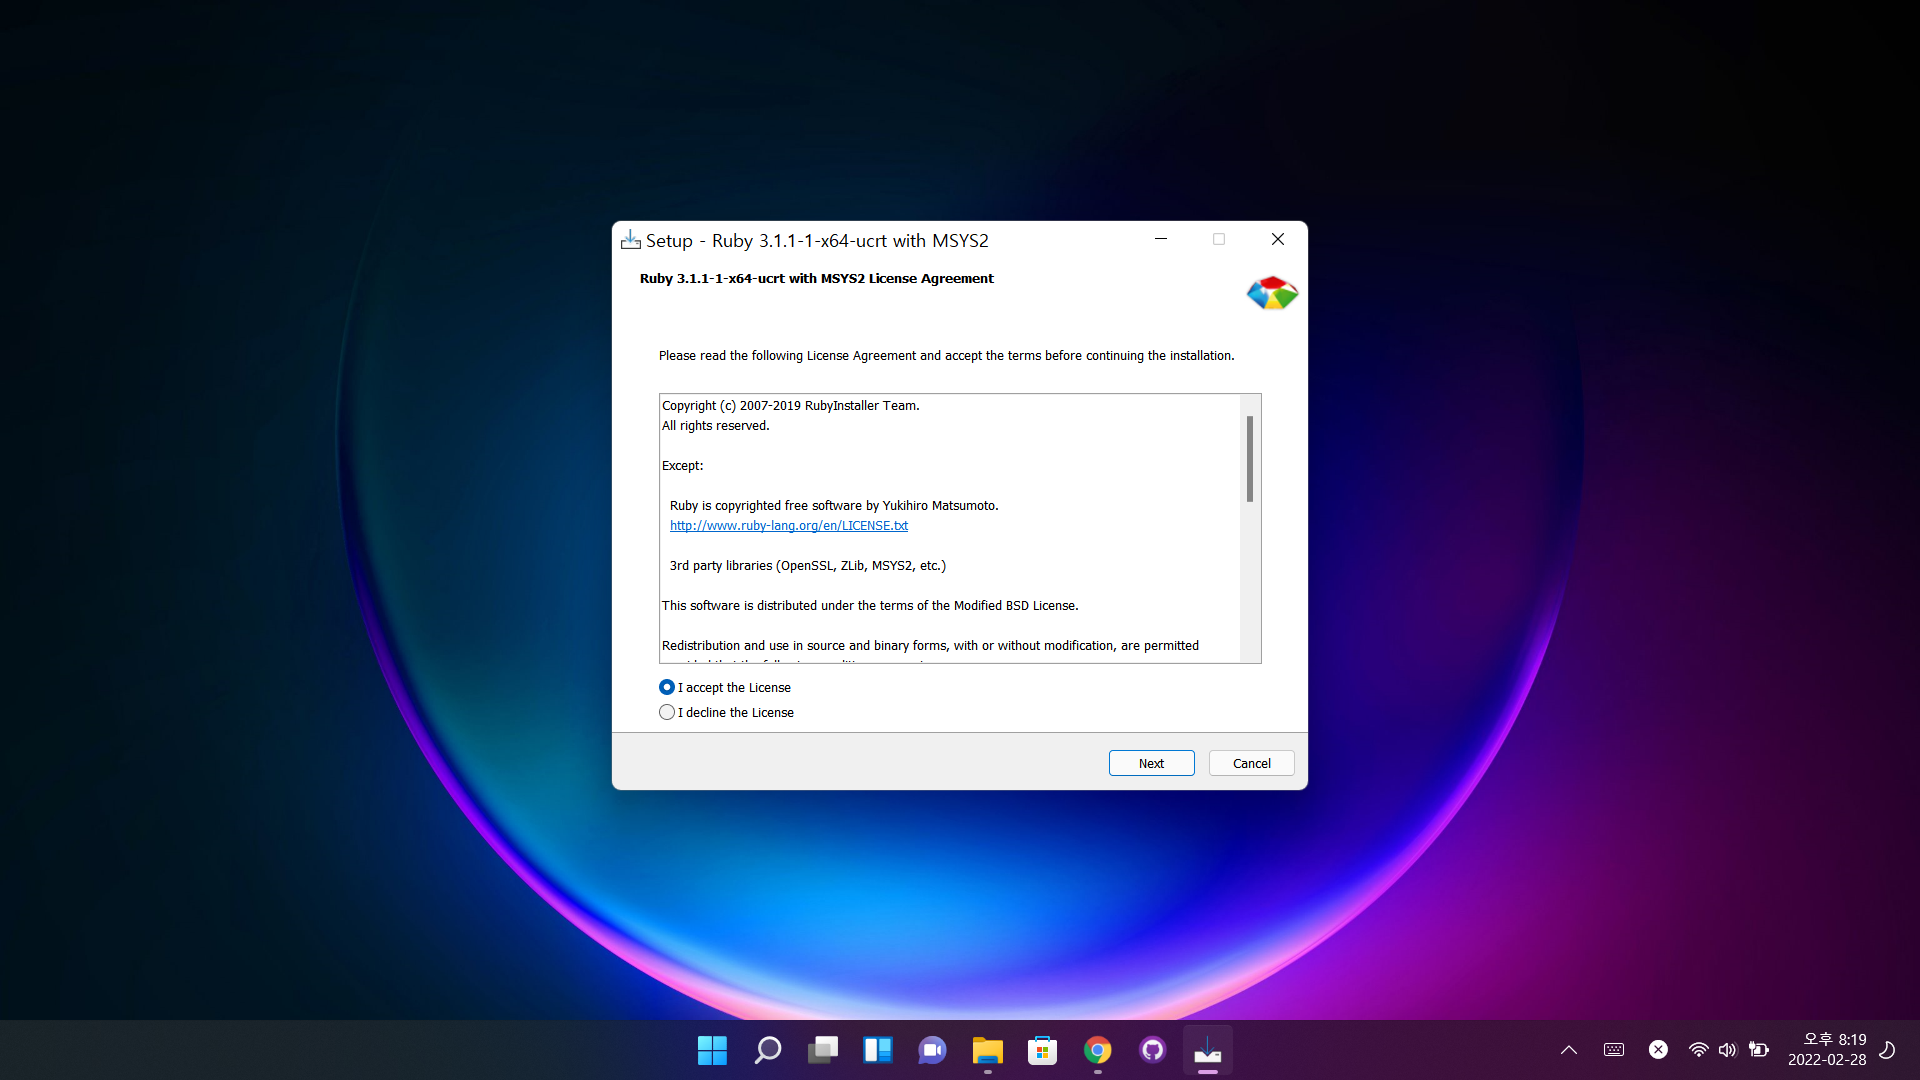 Setup - Ruby 3.1.1-1-x64-ucrt with MSYS2
Ruby 3.1.1-1-x64-ucrt with MSYS2 License Agreement
Please read the following License Agreement and accept the terms before continuing the installation.
Copyright (c) 2007-2019 RubyInstaller Team.
All rights reserved.
Except:
Ruby is copyrighted free software by Yukihiro Matsumoto.
http://www.ruby-lang.org/en/LICENSE.txt
3rd party libraries (OpenSSL, ZLib, MSYS2, etc.)
This software is distributed under the terms of the Modified BSD License.
Redistribution and use in source and binary forms, with or without modification, are permitted
I accept the License
I decline the License
Next
Cancel
오후 8:19
2022-02-28